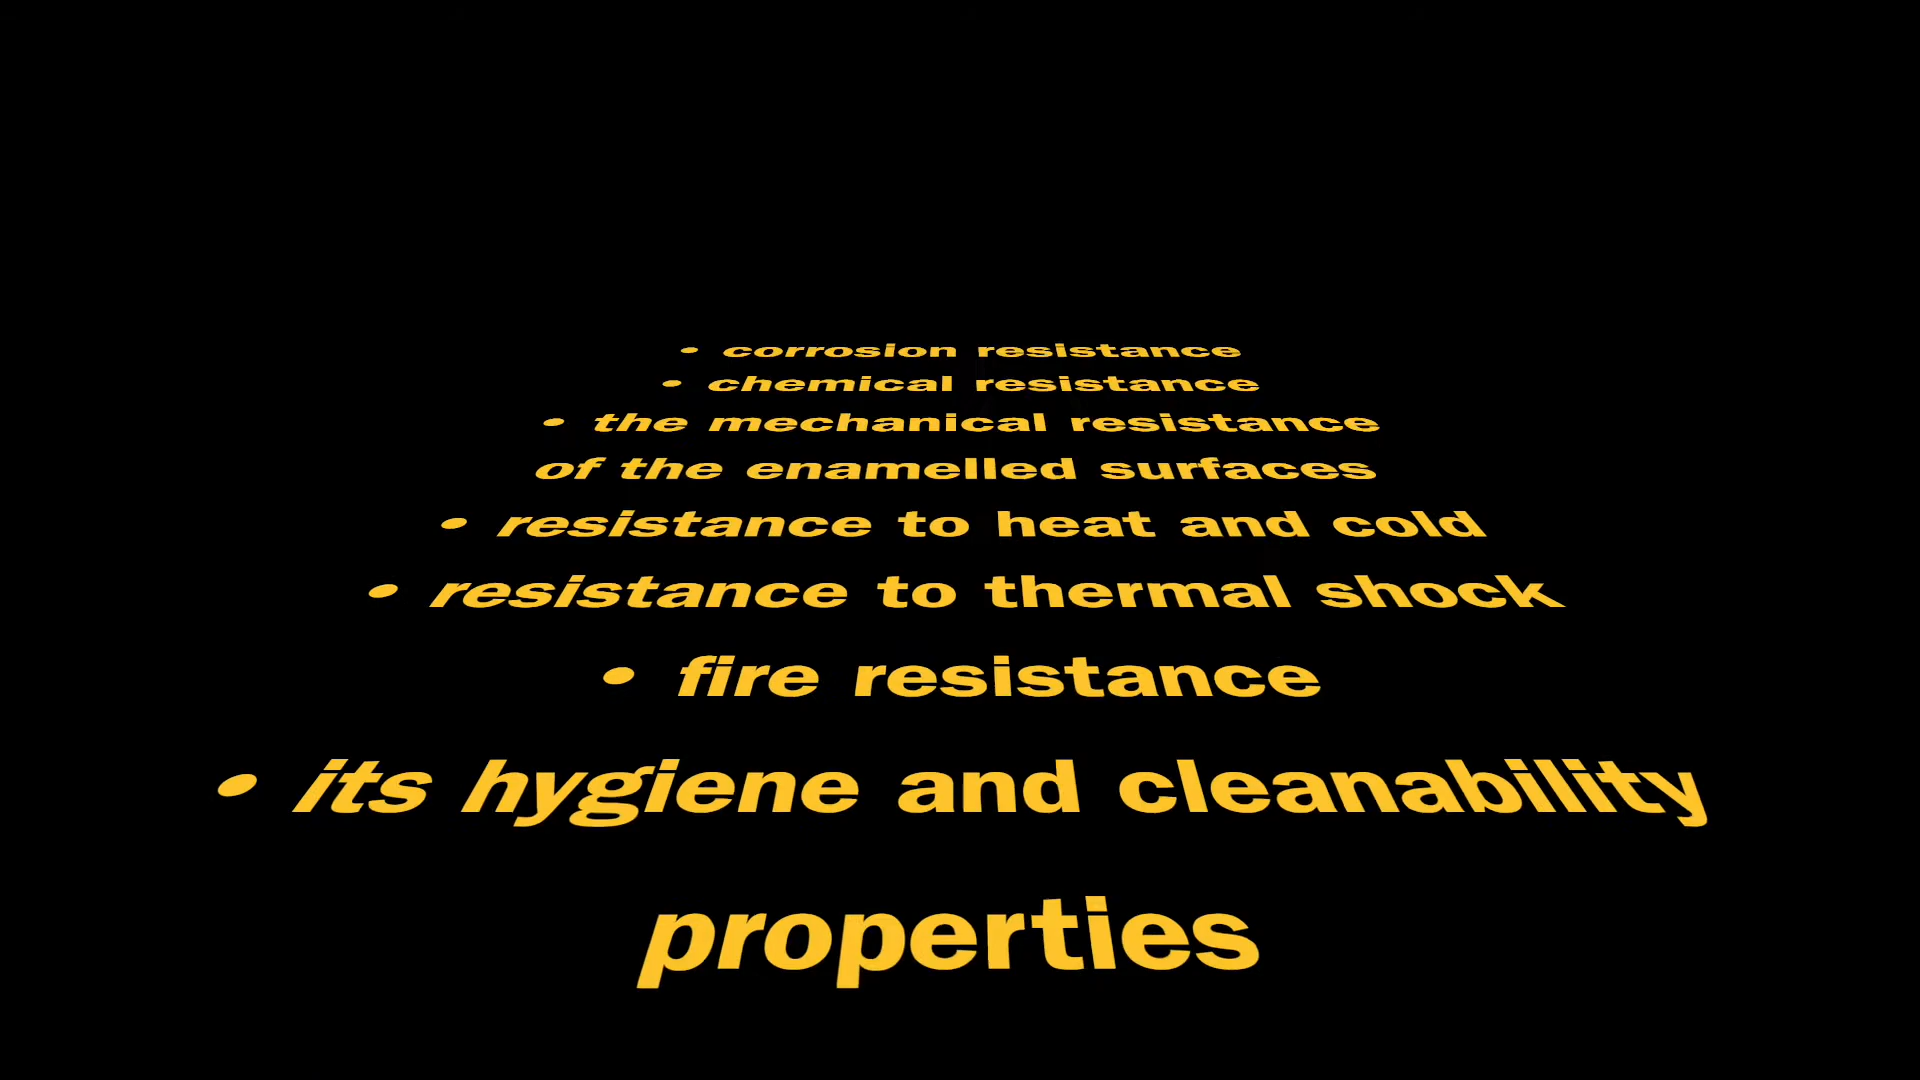 • corrosion resistance
• chemical resistance
• the mechanical resistance
of the enamelled surfaces
• resistance to heat and cold
• resistance to thermal shock
• fire resistance
• its hygiene and cleanability
properties